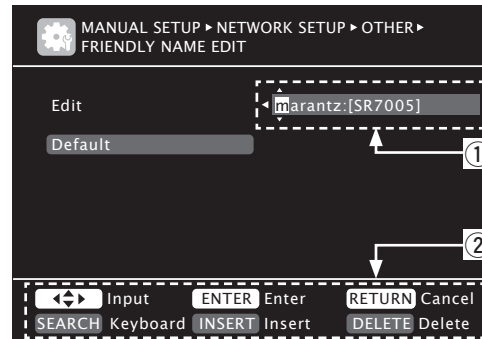 MANUAL SETUP ▸ NETWORK SETUP ▸ OTHER ▸
FRIENDLY NAME EDIT
Edit
marantz:[SR7005]
Default
①
②
Input ENTER Enter RETURN Cancel
SEARCH Keyboard INSERT Insert DELETE Delete